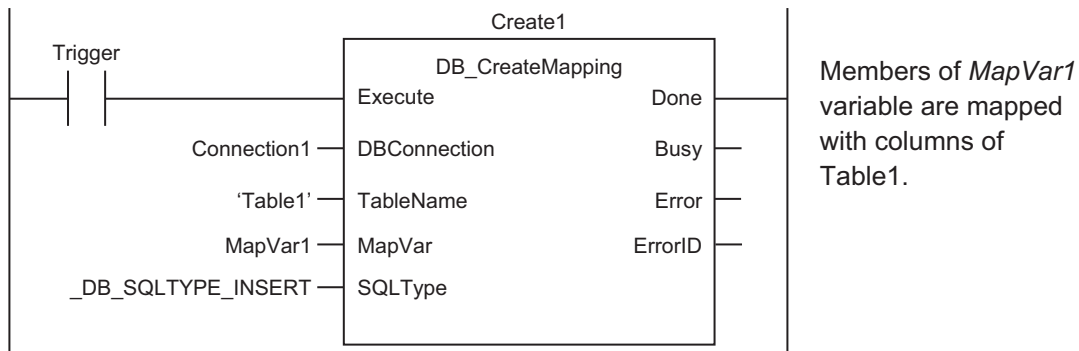 Create1
Trigger
DB_CreateMapping
Execute Done
Connection1 DBConnection Busy
‘Table1’ TableName Error
MapVar1 MapVar ErrorID
_DB_SQLTYPE_INSERT SQLType
Members of MapVar1
variable are mapped
with columns of
Table1.